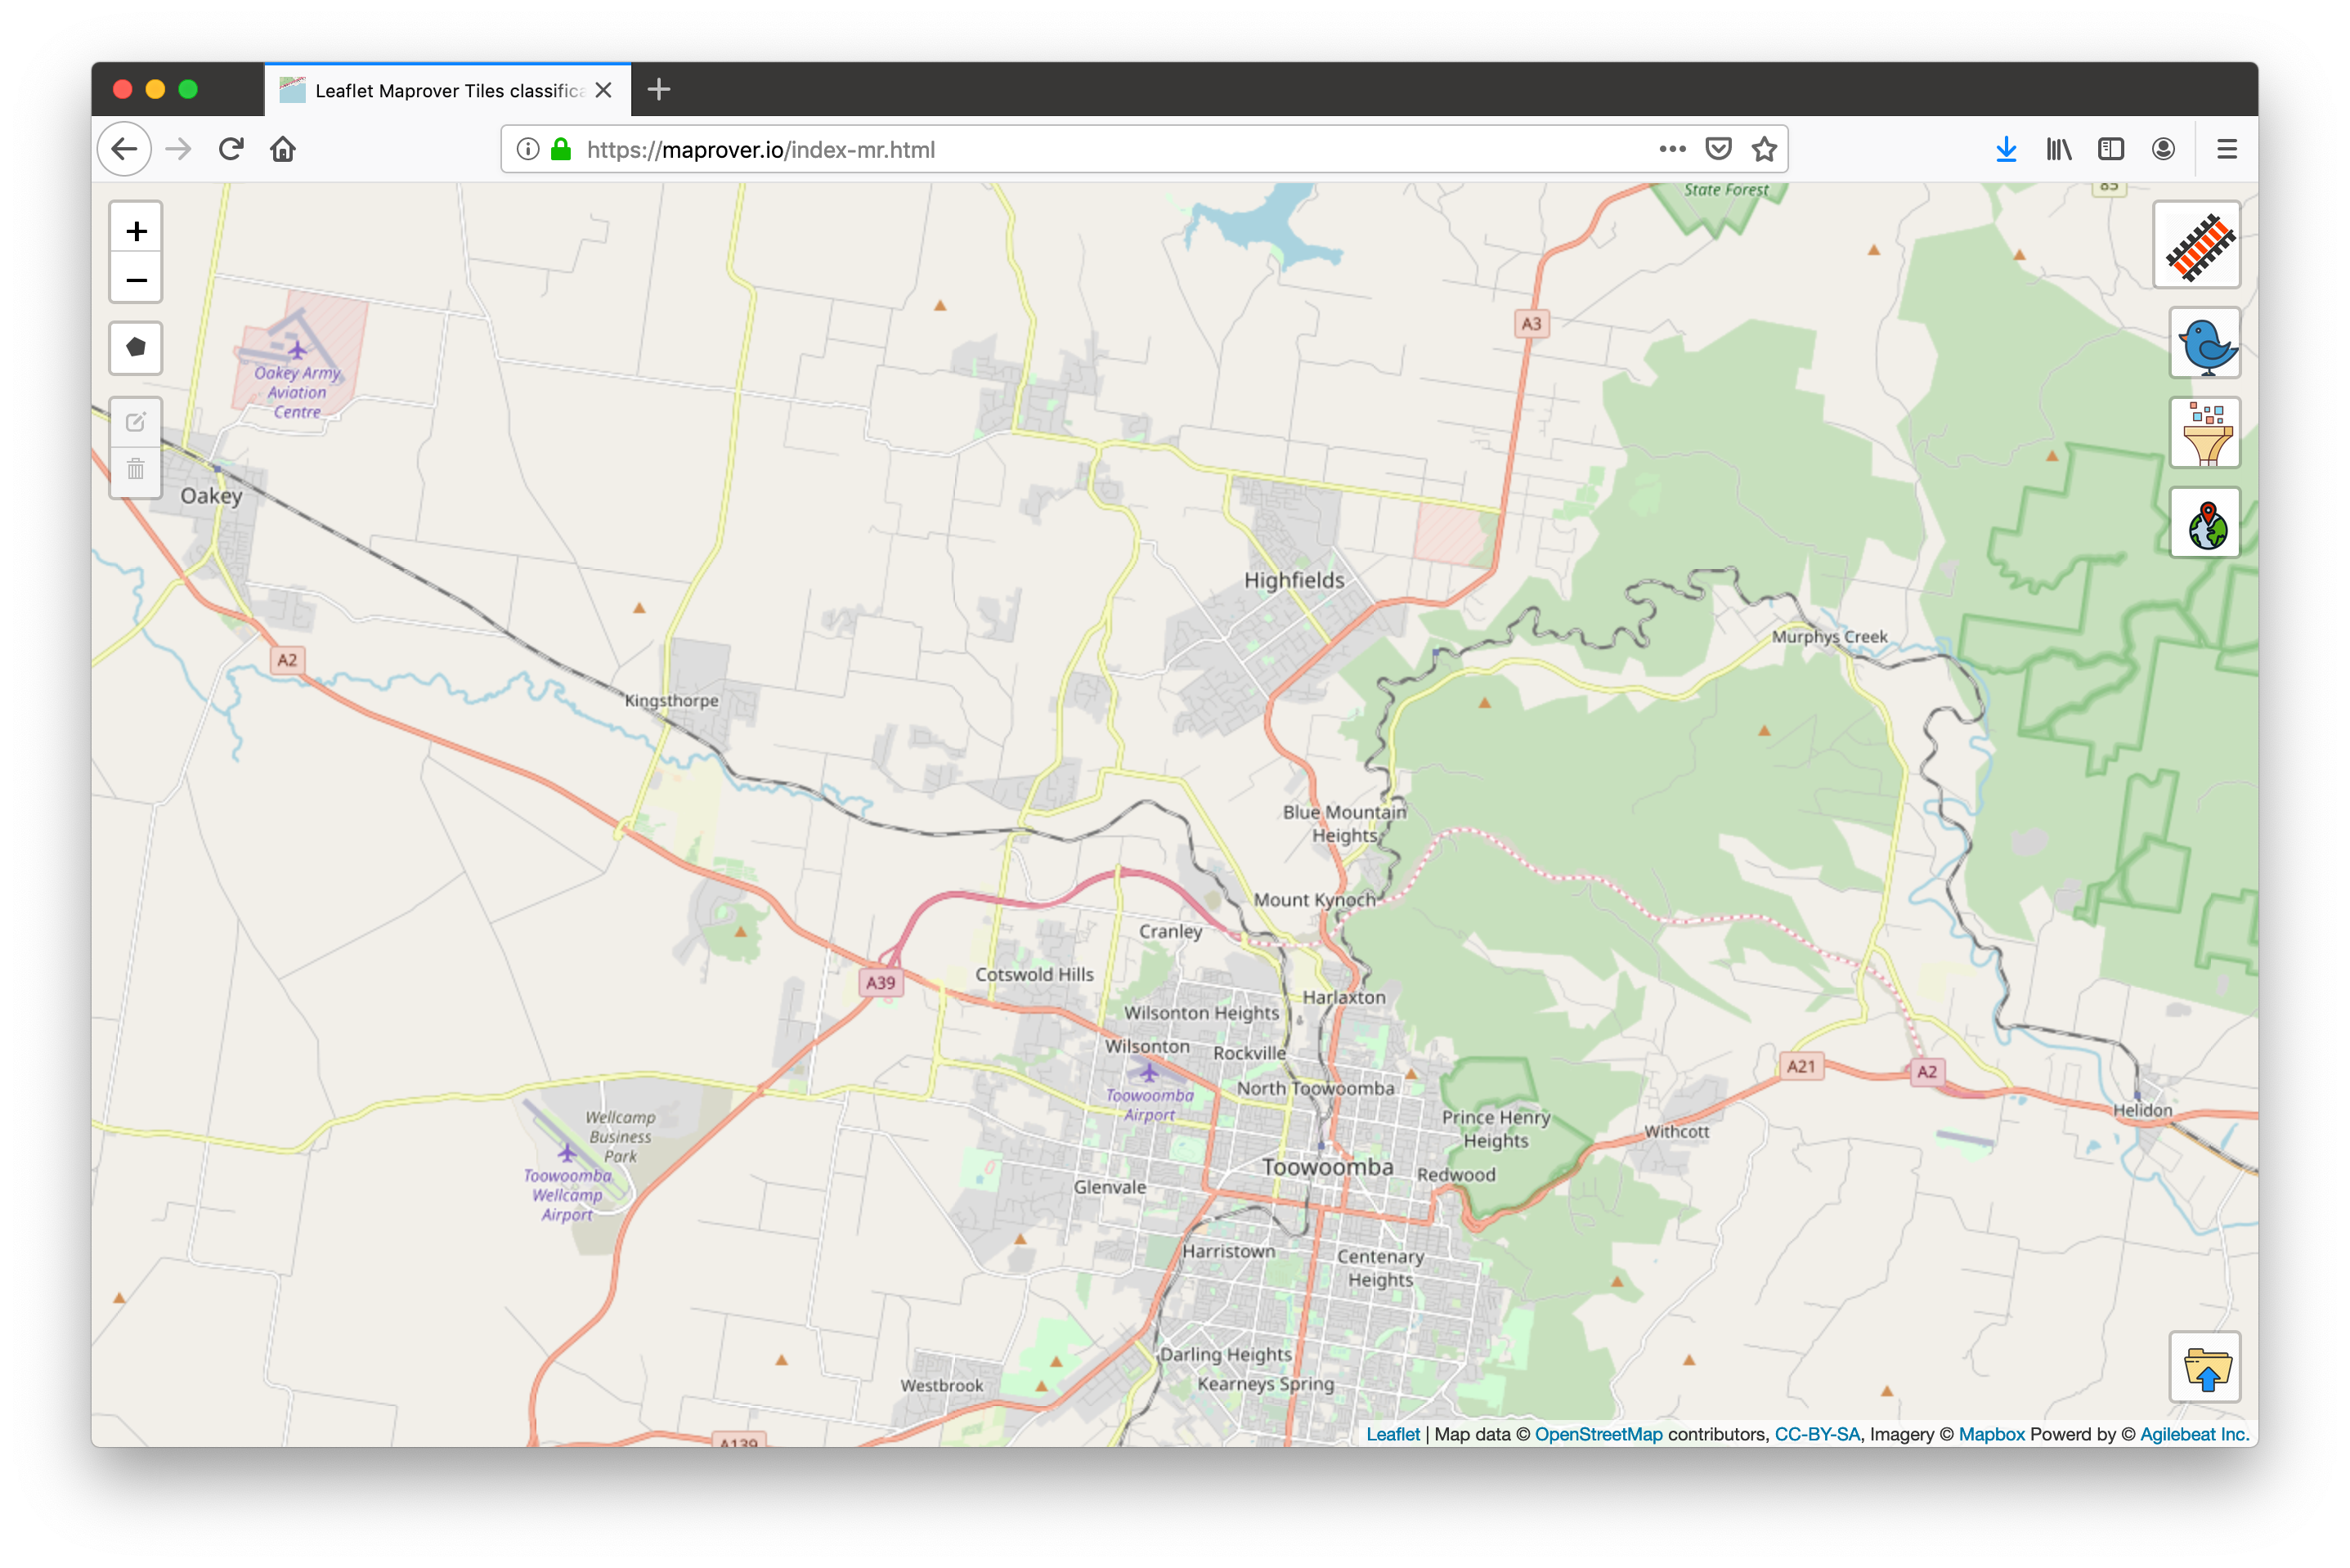 Leaflet Maprover Tiles classifica
https://maprover.io/index-mr.html
State Forest
85
+
−
A3
Oakey Army
Aviation
Centre
Oakey
Highfields
Murphys Creek
A2
Kingsthorpe
Blue Mountain
Heights
Mount Kynoch
Cranley
Cotswold Hills
A39
Harlaxton
Wilsonton Heights
Wilsonton
Rockville
A21
A2
North Toowoomba
Toowoomba
Airport
Helidon
Wellcamp
Business
Park
Prince Henry
Heights
Withcott
Toowoomba
Redwood
Toowoomba
Wellcamp
Airport
Glenvale
Harristown
Centenary
Heights
Darling Heights
Westbrook
Kearneys Spring
A139
Leaflet | Map data © OpenStreetMap contributors, CC-BY-SA, Imagery © Mapbox Powerd by © Agilebeat Inc.